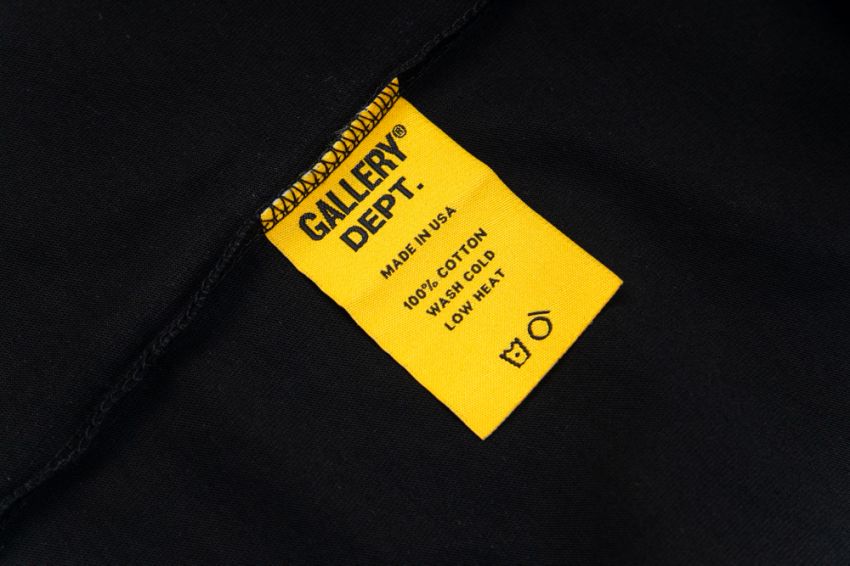 GALLERY®
DEPT.
MADE IN USA
100% COTTON
WASH COLD
LOW HEAT